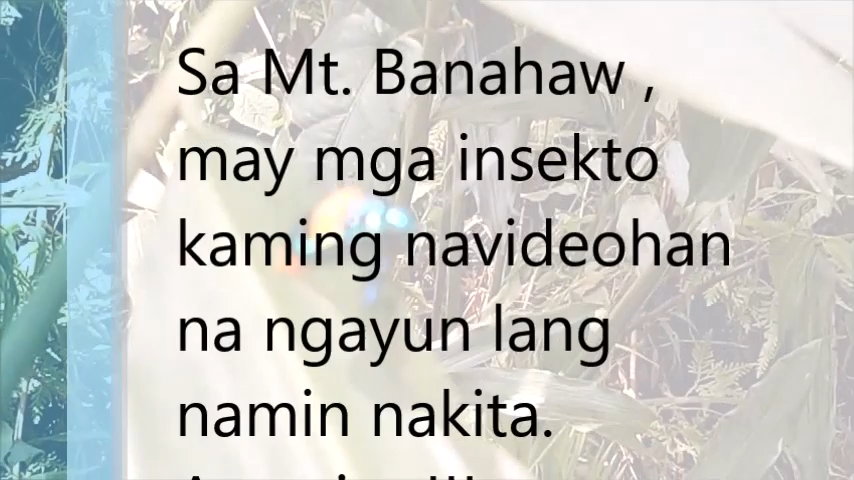 Sa Mt. Banahaw ,
may mga insekto
kaming navideohan
na ngayun lang
namin nakita.